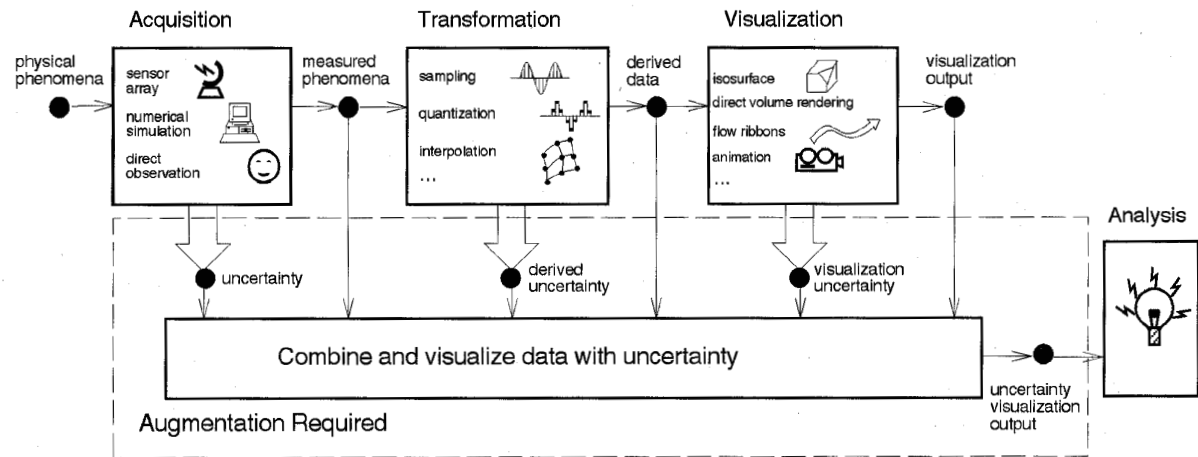 Acquisition
Transformation
Visualization
physical
phenomena
sensor
array
numerical
simulation
direct
observation
measured
phenomena
sampling
quantization
interpolation
...
derived
data
isosurface
direct volume rendering
flow ribbons
animation
...
visualization
output
uncertainty
derived
uncertainty
visualization
uncertainty
Analysis
Combine and visualize data with uncertainty
uncertainty
visualization
output
Augmentation Required